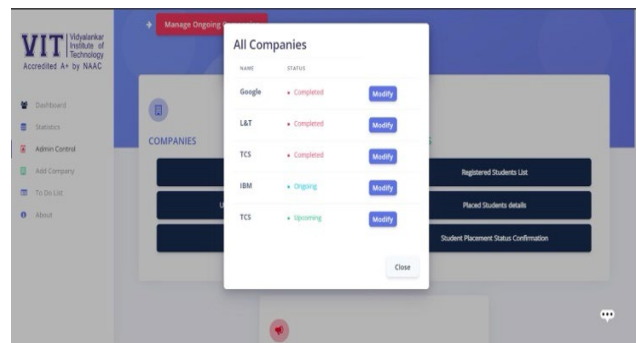 VIT
Vidyalankar
Institute of
Technology
Accredited A+ by NAAC
Dashboard
Statistics
Admin Control
Add Company
To Do List
About
Manage Ongoing
COMPANIES
All Companies
NAME STATUS
Google Completed Modify
L&T Completed Modify
TCS Completed Modify
IBM Ongoing Modify
TCS Upcoming Modify
Close
Registered Students List
Placed Students details
Student Placement Status Confirmation